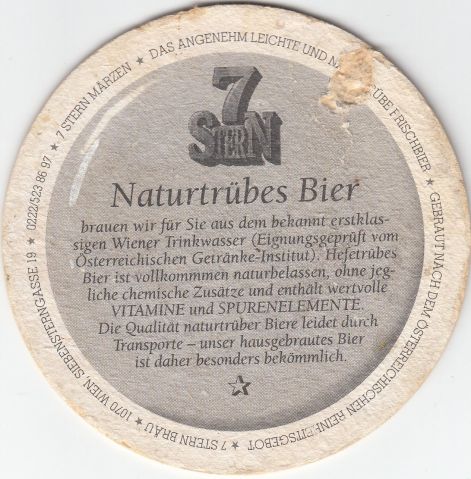 7
STERN
Naturtrübes Bier
brauen wir für Sie aus dem bekannt erstklas-
sigen Wiener Trinkwasser (Eignungsgeprüft vom
Österreichischen Getränke-Institut). Hefetrübes
Bier ist vollkommmen naturbelassen, ohne jeg-
liche chemische Zusätze und enthält wertvolle
VITAMINE und SPURENELEMENTE.
Die Qualität naturtrüber Biere leidet durch
Transporte – unser hausgebrautes Bier
ist daher besonders bekömmlich.
★ 7 STERN MÄRZEN ★ DAS ANGENEHM LEICHTE UND FRISCHBIER ★ GEBRAUT NACH DEM ÖSTERREICHISCHEN ★ 7 STERN BRÄU ★ 1070 WIEN, SIEBENSTERNGASSE 19 ★ 0222/523 86 97